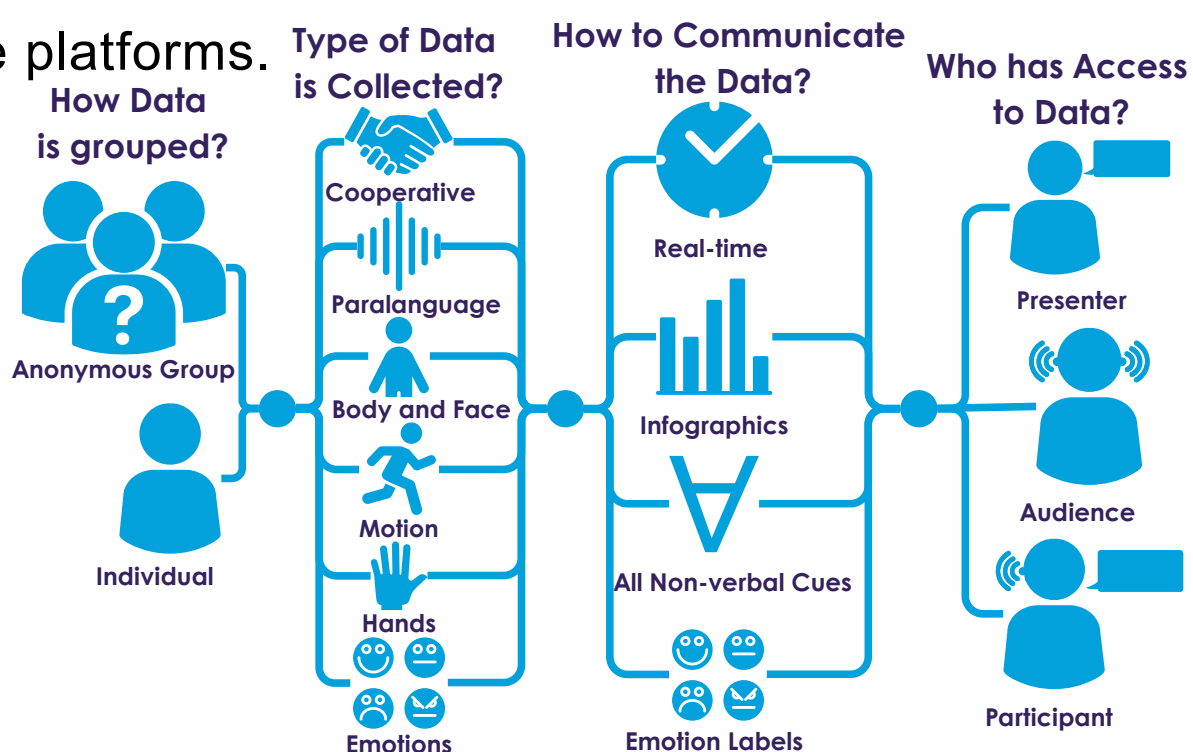 e platforms.
How Data
is grouped?
Anonymous Group
Individual
Type of Data
is Collected?
Cooperative
Paralanguage
Body and Face
Motion
Hands
Emotions
How to Communicate
the Data?
Real-time
Infographics
All Non-verbal Cues
Emotion Labels
Who has Access
to Data?
Presenter
Audience
Participant